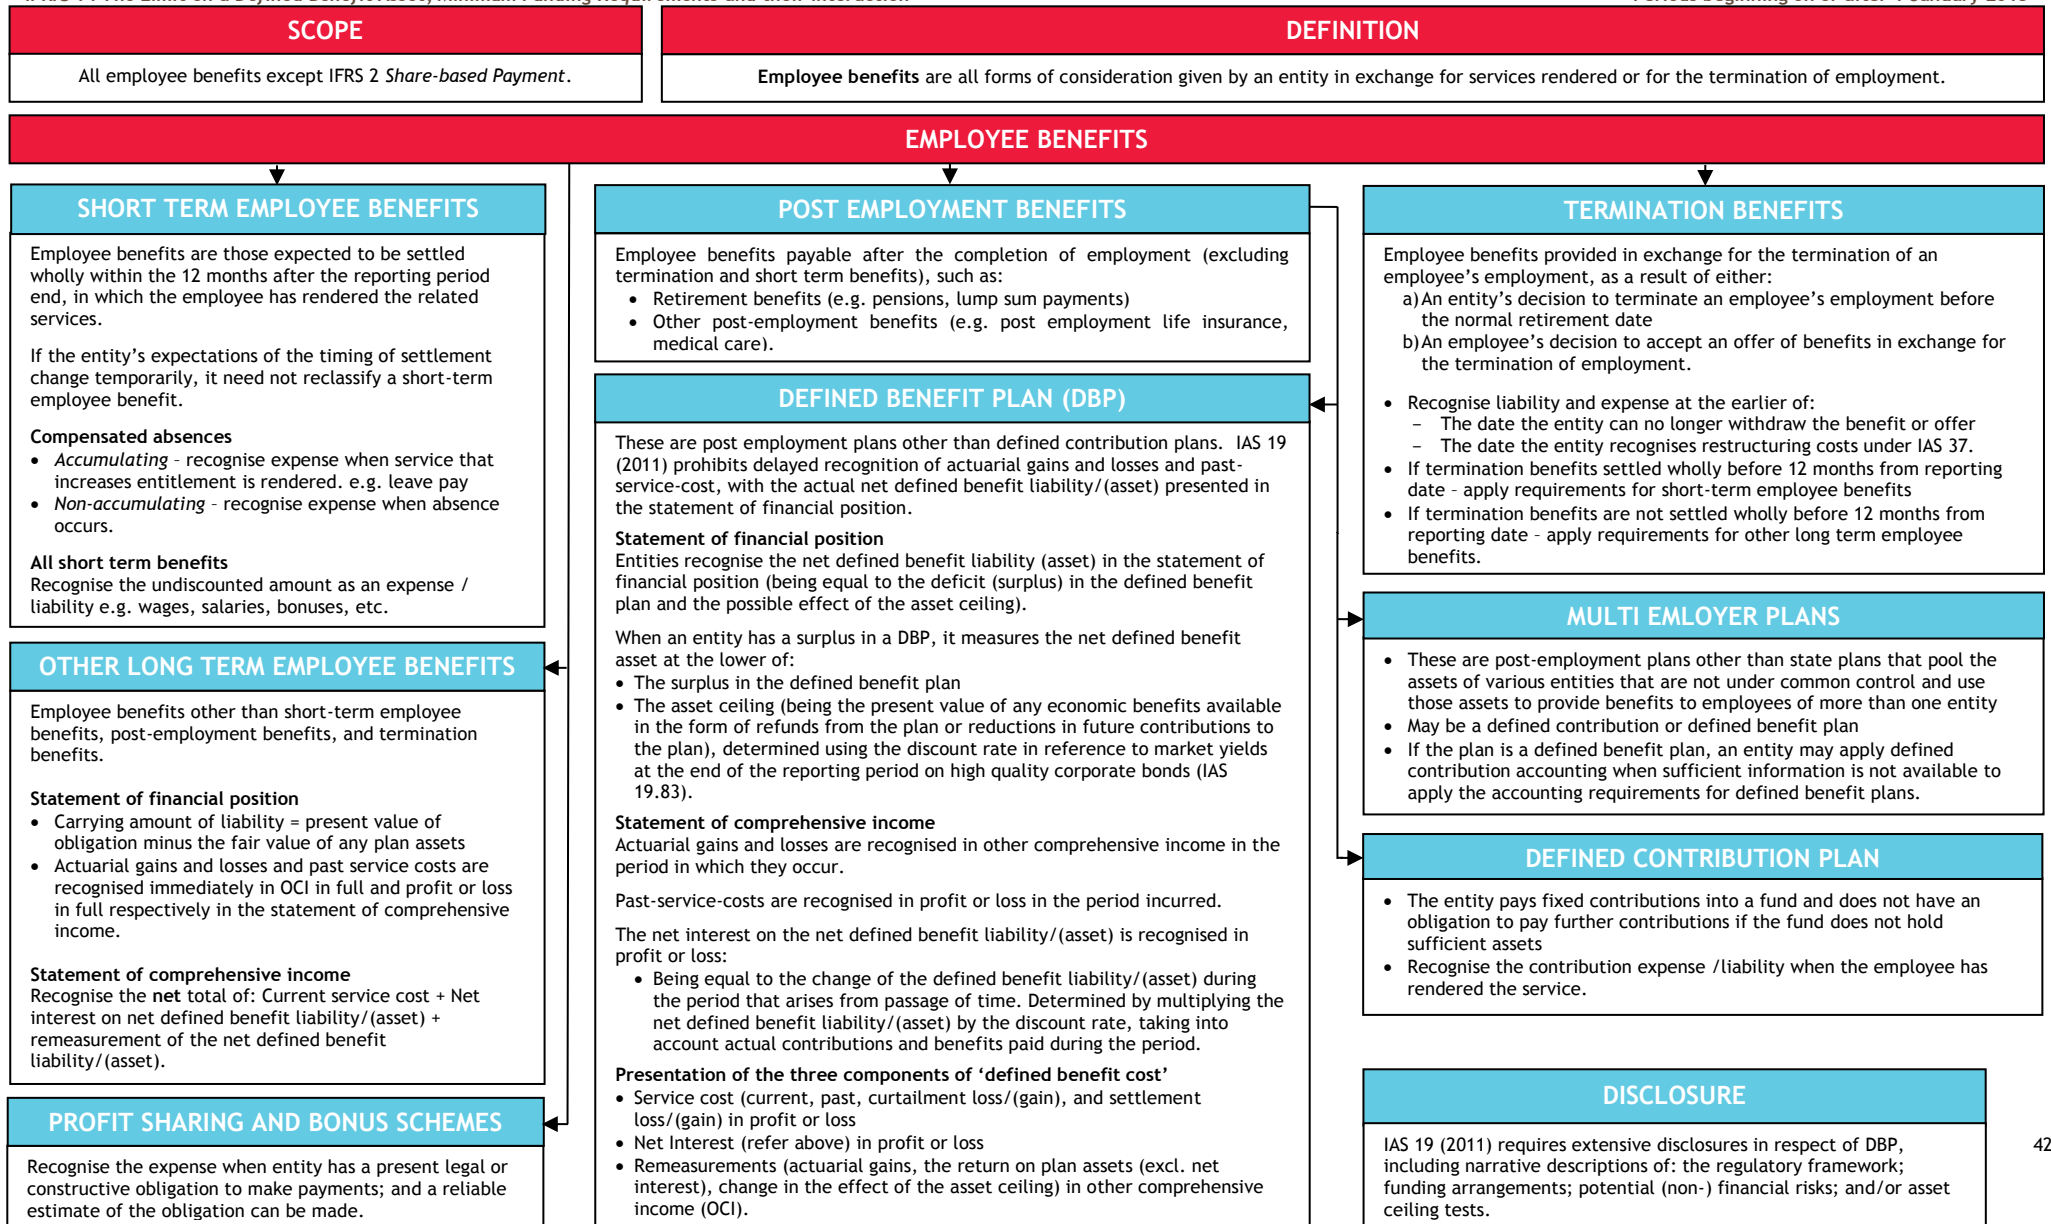 IFRIC 14 The Limit on a Defined Benefit Asset, Minimum Funding Requirements and their Interaction
Periods beginning on or after 1 January 2013
SCOPE
All employee benefits except IFRS 2 Share-based Payment.
DEFINITION
Employee benefits are all forms of consideration given by an entity in exchange for services rendered or for the termination of employment.
EMPLOYEE BENEFITS
SHORT TERM EMPLOYEE BENEFITS
Employee benefits are those expected to be settled
wholly within the 12 months after the reporting period
end, in which the employee has rendered the related
services.
If the entity’s expectations of the timing of settlement
change temporarily, it need not reclassify a short-term
employee benefit.
Compensated absences
• Accumulating – recognise expense when service that
increases entitlement is rendered. e.g. leave pay
• Non-accumulating – recognise expense when absence
occurs.
All short term benefits
Recognise the undiscounted amount as an expense /
liability e.g. wages, salaries, bonuses, etc.
OTHER LONG TERM EMPLOYEE BENEFITS
Employee benefits other than short-term employee
benefits, post-employment benefits, and termination
benefits.
Statement of financial position
• Carrying amount of liability = present value of
obligation minus the fair value of any plan assets
• Actuarial gains and losses and past service costs are
recognised immediately in OCI in full and profit or loss
in full respectively in the statement of comprehensive
income.
Statement of comprehensive income
Recognise the net total of: Current service cost + Net
interest on net defined benefit liability/(asset) +
remeasurement of the net defined benefit
liability/(asset).
PROFIT SHARING AND BONUS SCHEMES
Recognise the expense when entity has a present legal or
constructive obligation to make payments; and a reliable
estimate of the obligation can be made.
POST EMPLOYMENT BENEFITS
Employee benefits payable after the completion of employment (excluding
termination and short term benefits), such as:
• Retirement benefits (e.g. pensions, lump sum payments)
• Other post-employment benefits (e.g. post employment life insurance,
medical care).
DEFINED BENEFIT PLAN (DBP)
These are post employment plans other than defined contribution plans. IAS 19
(2011) prohibits delayed recognition of actuarial gains and losses and past-
service-cost, with the actual net defined benefit liability/(asset) presented in
the statement of financial position.
Statement of financial position
Entities recognise the net defined benefit liability (asset) in the statement of
financial position (being equal to the deficit (surplus) in the defined benefit
plan and the possible effect of the asset ceiling).
When an entity has a surplus in a DBP, it measures the net defined benefit
asset at the lower of:
• The surplus in the defined benefit plan
• The asset ceiling (being the present value of any economic benefits available
in the form of refunds from the plan or reductions in future contributions to
the plan), determined using the discount rate in reference to market yields
at the end of the reporting period on high quality corporate bonds (IAS
19.83).
Statement of comprehensive income
Actuarial gains and losses are recognised in other comprehensive income in the
period in which they occur.
Past-service-costs are recognised in profit or loss in the period incurred.
The net interest on the net defined benefit liability/(asset) is recognised in
profit or loss:
• Being equal to the change of the defined benefit liability/(asset) during
the period that arises from passage of time. Determined by multiplying the
net defined benefit liability/(asset) by the discount rate, taking into
account actual contributions and benefits paid during the period.
Presentation of the three components of ‘defined benefit cost’
• Service cost (current, past, curtailment loss/(gain), and settlement
loss/(gain) in profit or loss
• Net Interest (refer above) in profit or loss
• Remeasurements (actuarial gains, the return on plan assets (excl. net
interest), change in the effect of the asset ceiling) in other comprehensive
income (OCI).
TERMINATION BENEFITS
Employee benefits provided in exchange for the termination of an
employee’s employment, as a result of either:
a) An entity’s decision to terminate an employee’s employment before
the normal retirement date
b) An employee’s decision to accept an offer of benefits in exchange for
the termination of employment.
• Recognise liability and expense at the earlier of:
– The date the entity can no longer withdraw the benefit or offer
– The date the entity recognises restructuring costs under IAS 37.
• If termination benefits settled wholly before 12 months from reporting
date – apply requirements for short-term employee benefits
• If termination benefits are not settled wholly before 12 months from
reporting date – apply requirements for other long term employee
benefits.
MULTI EMLOYER PLANS
• These are post-employment plans other than state plans that pool the
assets of various entities that are not under common control and use
those assets to provide benefits to employees of more than one entity
• May be a defined contribution or defined benefit plan
• If the plan is a defined benefit plan, an entity may apply defined
contribution accounting when sufficient information is not available to
apply the accounting requirements for defined benefit plans.
DEFINED CONTRIBUTION PLAN
• The entity pays fixed contributions into a fund and does not have an
obligation to pay further contributions if the fund does not hold
sufficient assets
• Recognise the contribution expense /liability when the employee has
rendered the service.
DISCLOSURE
IAS 19 (2011) requires extensive disclosures in respect of DBP,
including narrative descriptions of: the regulatory framework;
funding arrangements; potential (non-) financial risks; and/or asset
ceiling tests.
42